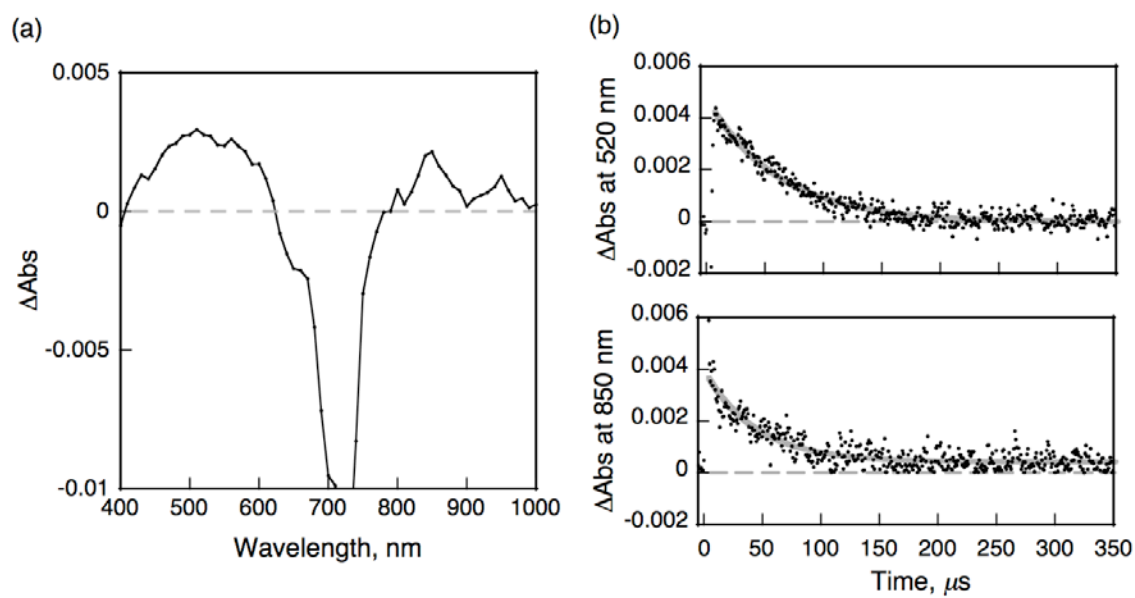 (a)
0.005
0
-0.005
-0.01
ΔAbs
400 500 600 700 800 900 1000
Wavelength, nm
(b)
0.006
0.004
0.002
0
-0.002
ΔAbs at 520 nm
0.006
0.004
0.002
0
-0.002
ΔAbs at 850 nm
0 50 100 150 200 250 300 350
Time, μs